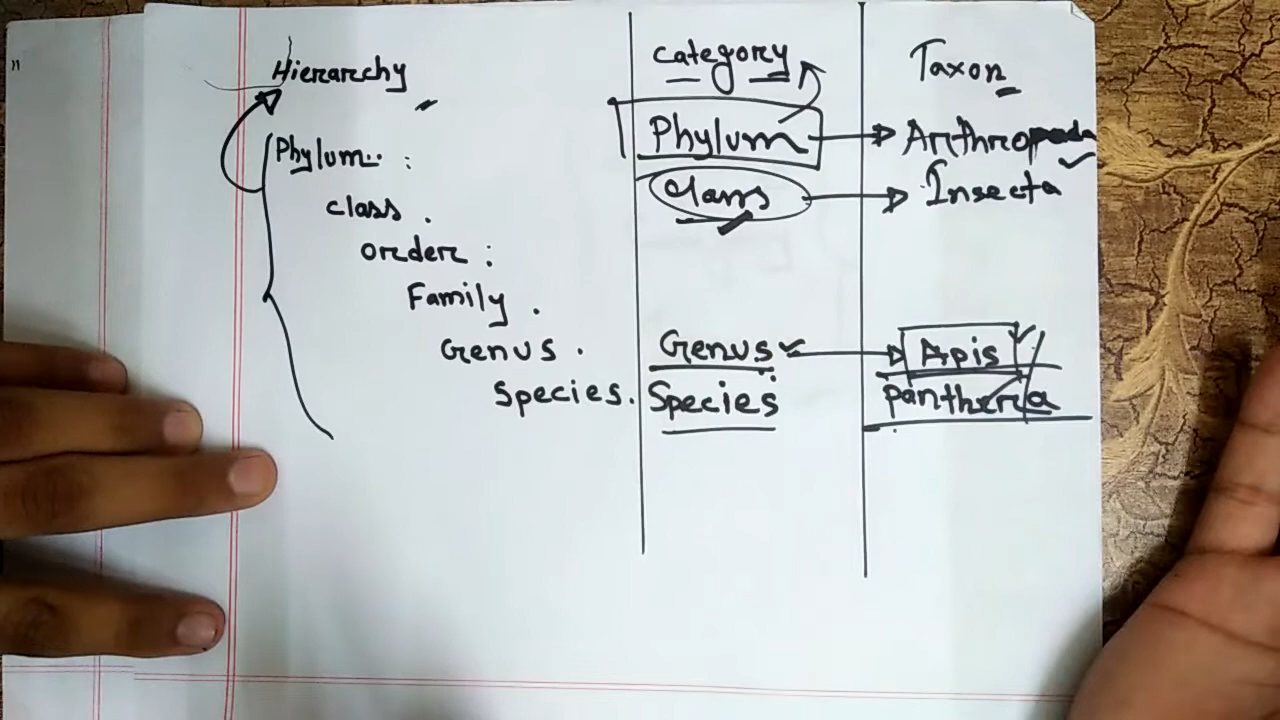 Hierarchy
Phylum :
class .
order :
Family .
Genus .
Species.
Category
Phylum
class
Genus
Species
Taxon
Arthropoda
Insecta
Apis
panthera